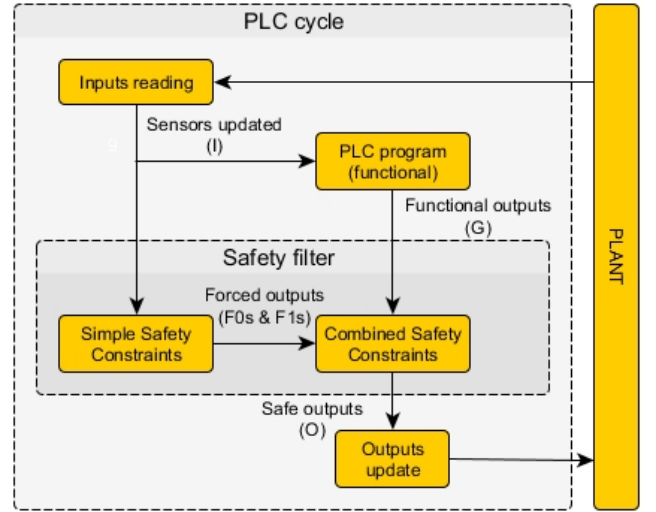 PLC cycle
Inputs reading
Sensors updated
(I)
PLC program
(functional)
Functional outputs
(G)
PLANT
Safety filter
Forced outputs
(F0s & F1s)
Simple Safety
Constraints
Combined Safety
Constraints
Safe outputs
(O)
Outputs
update